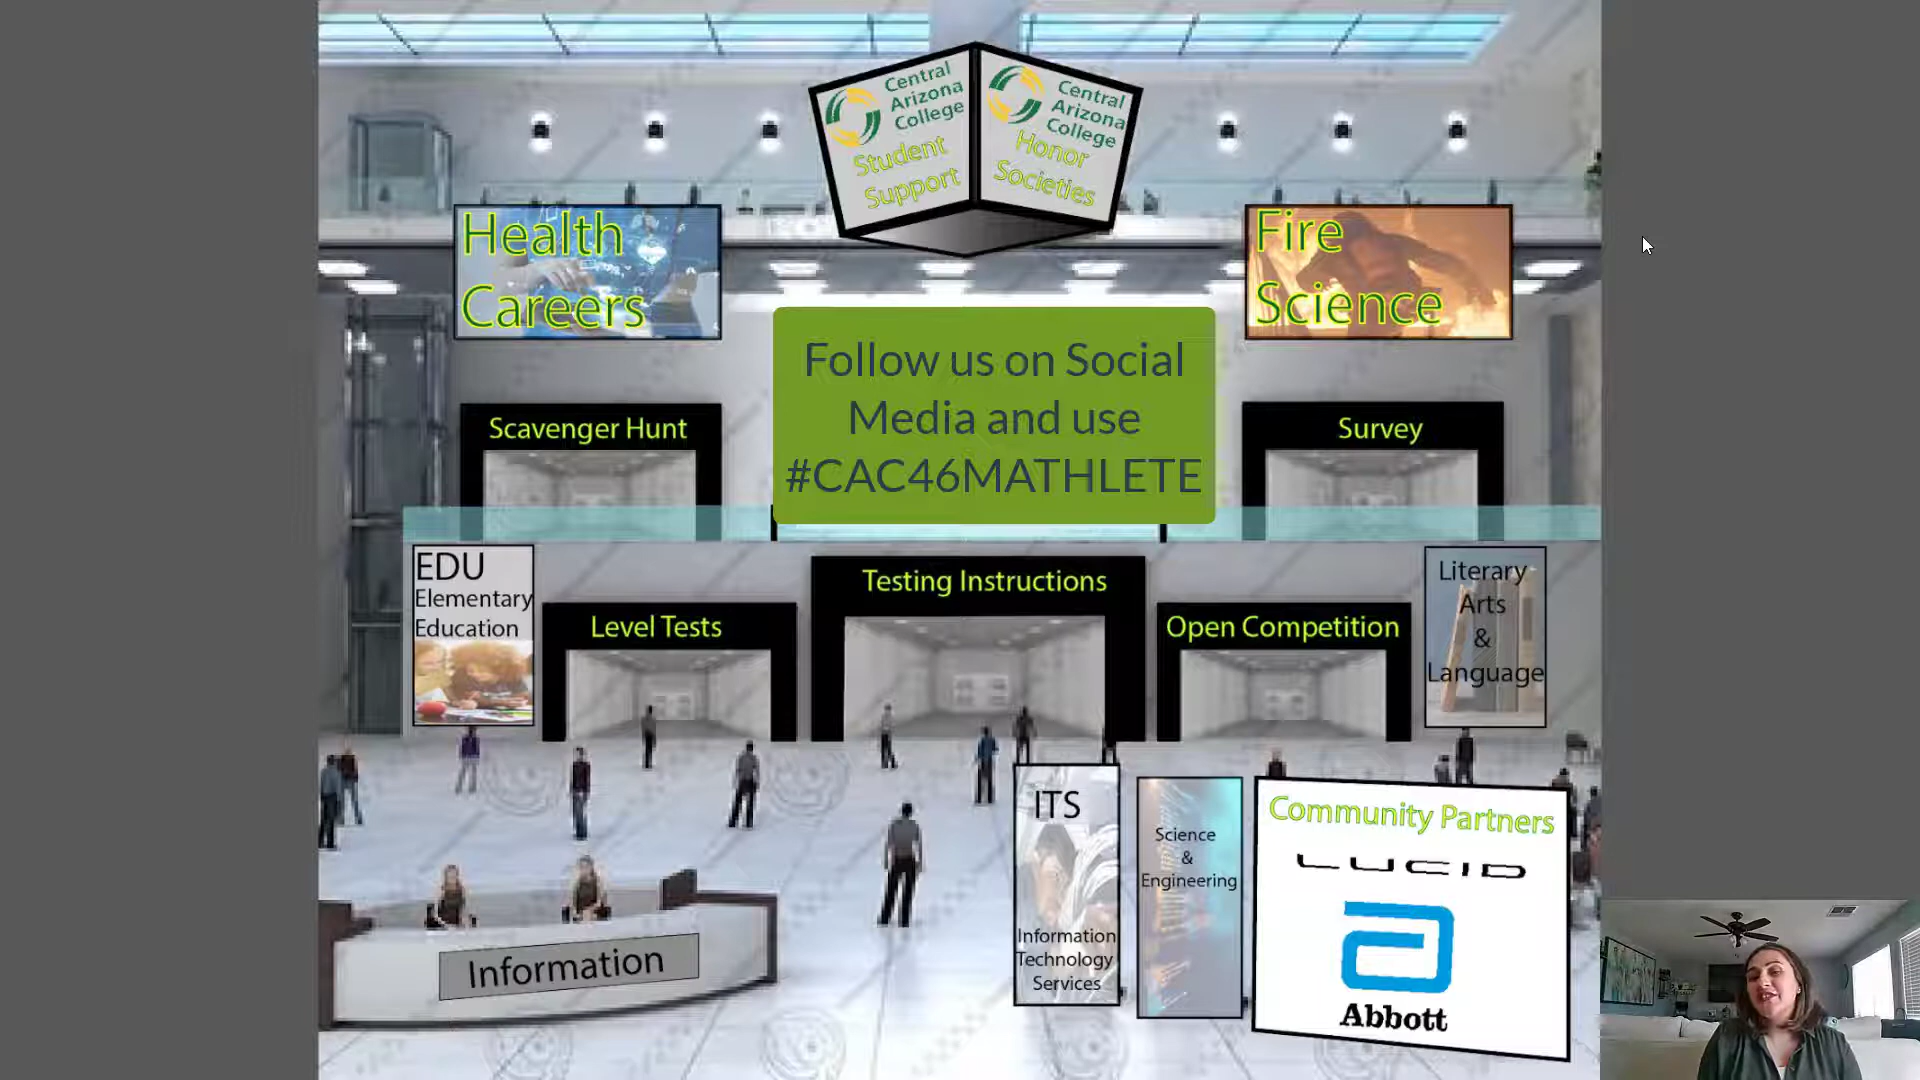 Central
Arizona
College
Student
Support
Central
Arizona
College
Honor
Societies
Health
Careers
Fire
Science
Follow us on Social
Media and use
#CAC46MATHLETE
Scavenger Hunt
Survey
EDU
Elementary
Education
Level Tests
Testing Instructions
Open Competition
Literary
Arts
&
Language
ITS
Information
Technology
Services
Science
&
Engineering
Community Partners
LUCID
Abbott
Information